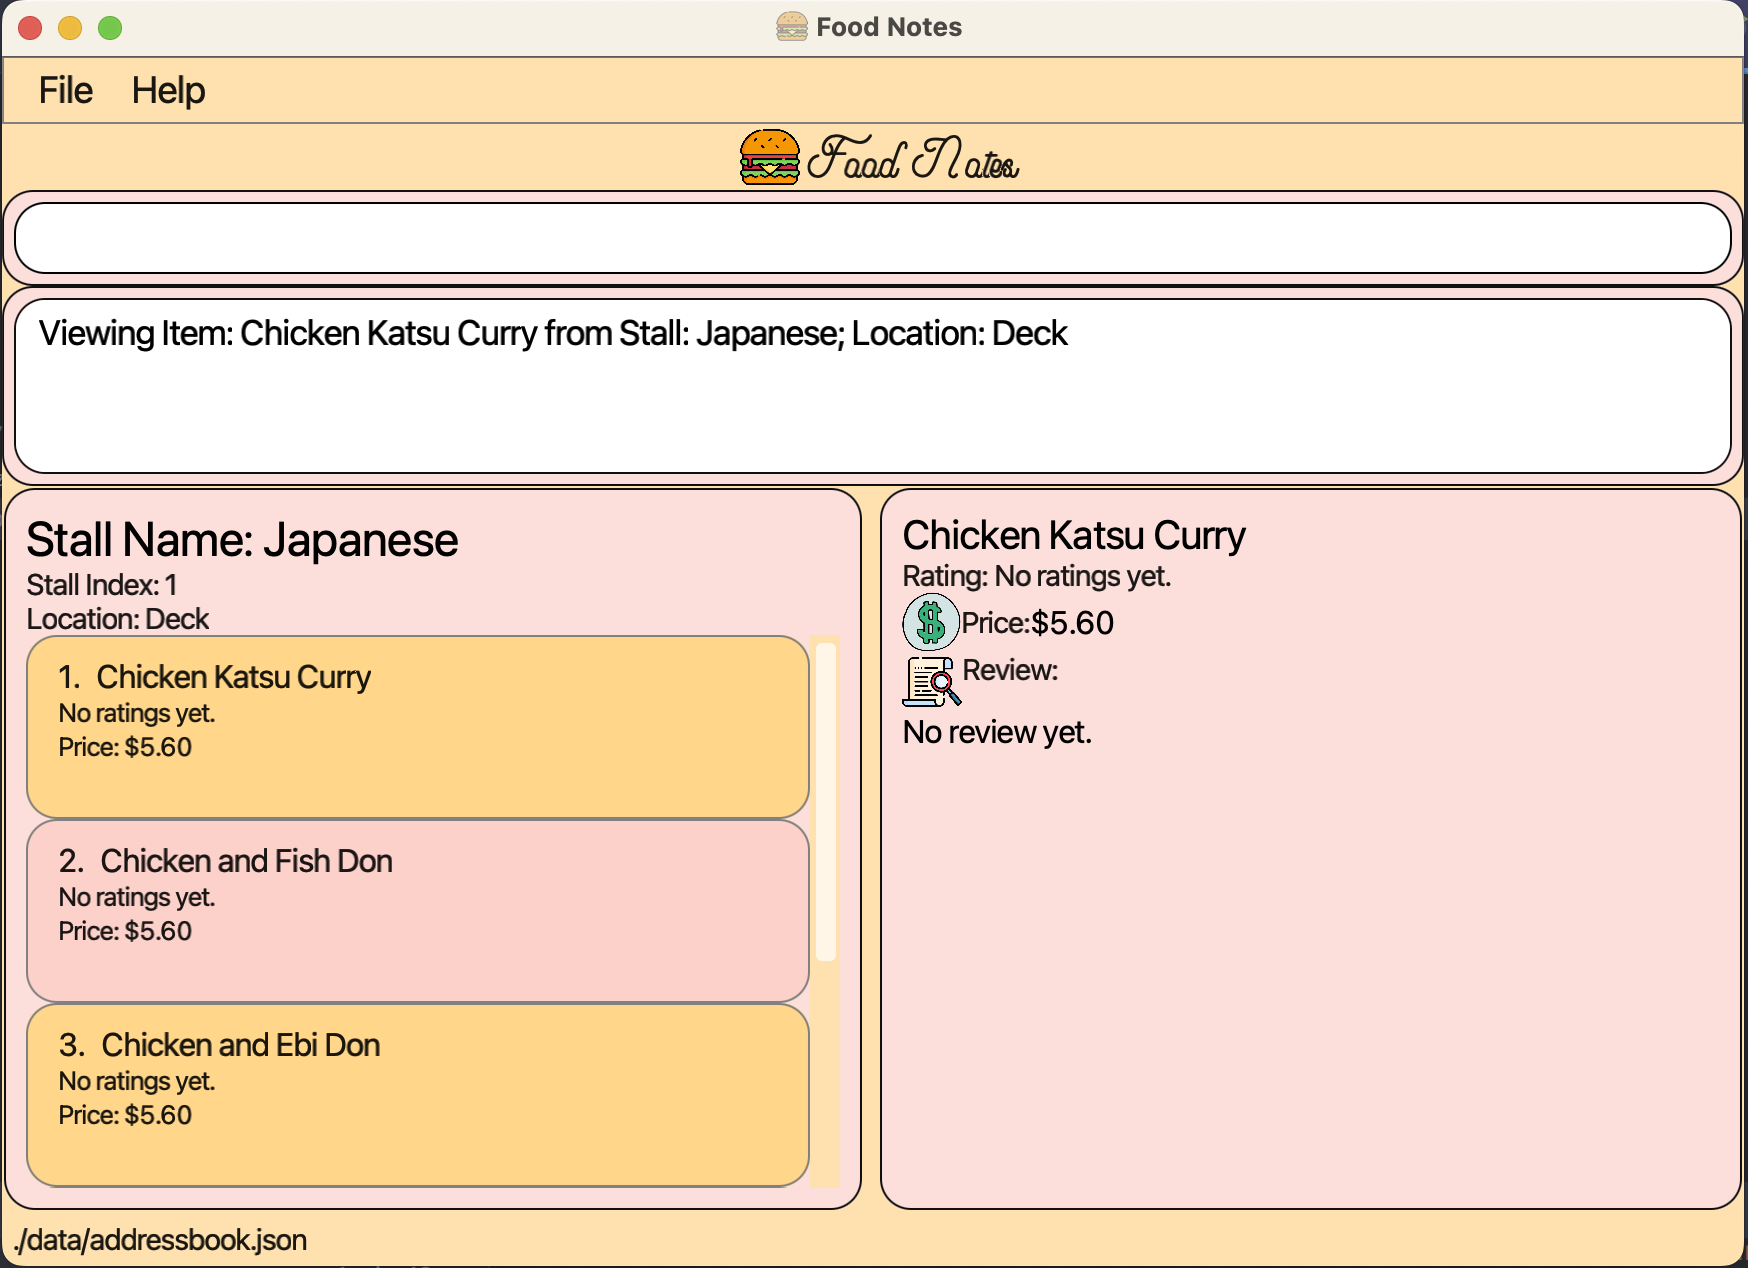 Food Notes
File Help
Food Notes
Viewing Item: Chicken Katsu Curry from Stall: Japanese; Location: Deck
Stall Name: Japanese
Stall Index: 1
Location: Deck
1. Chicken Katsu Curry
No ratings yet.
Price: $5.60
2. Chicken and Fish Don
No ratings yet.
Price: $5.60
3. Chicken and Ebi Don
No ratings yet.
Price: $5.60
Chicken Katsu Curry
Rating: No ratings yet.
$ Price:$5.60
Review:
No review yet.
./data/addressbook.json